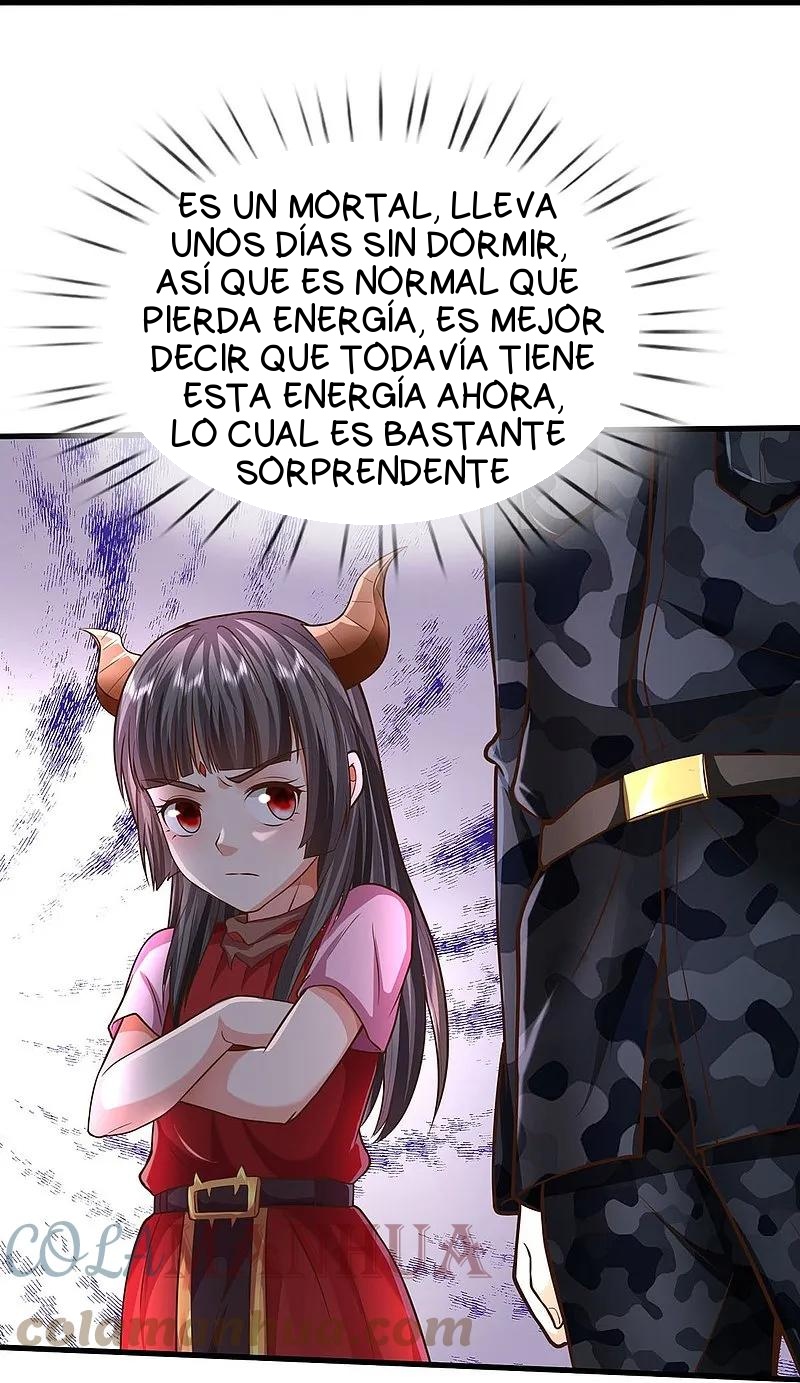 ES UN MORTAL, LLEVA
UNOS DÍAS SIN DORMIR,
ASÍ QUE ES NORMAL QUE
PIERDA ENERGÍA, ES MEJOR
DECIR QUE TODAVÍA TIENE
ESTA ENERGÍA AHORA,
LO CUAL ES BASTANTE
SORPRENDENTE
COLAMANHUA
colamanhua.com